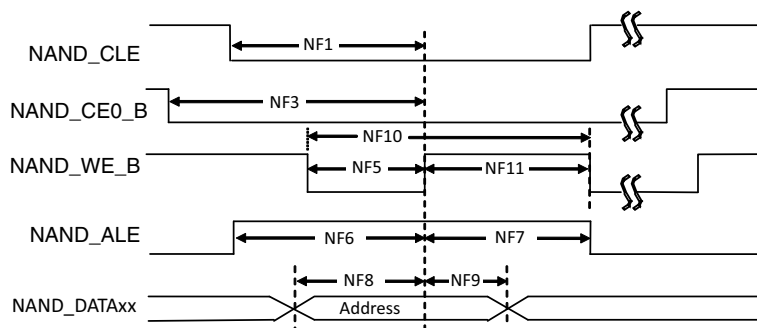 NF1
NAND_CLE
NF3
NAND_CE0_B
NF10
NAND_WE_B
NF5
NF11
NAND_ALE
NF6
NF7
NF8
NF9
NAND_DATAxx
Address